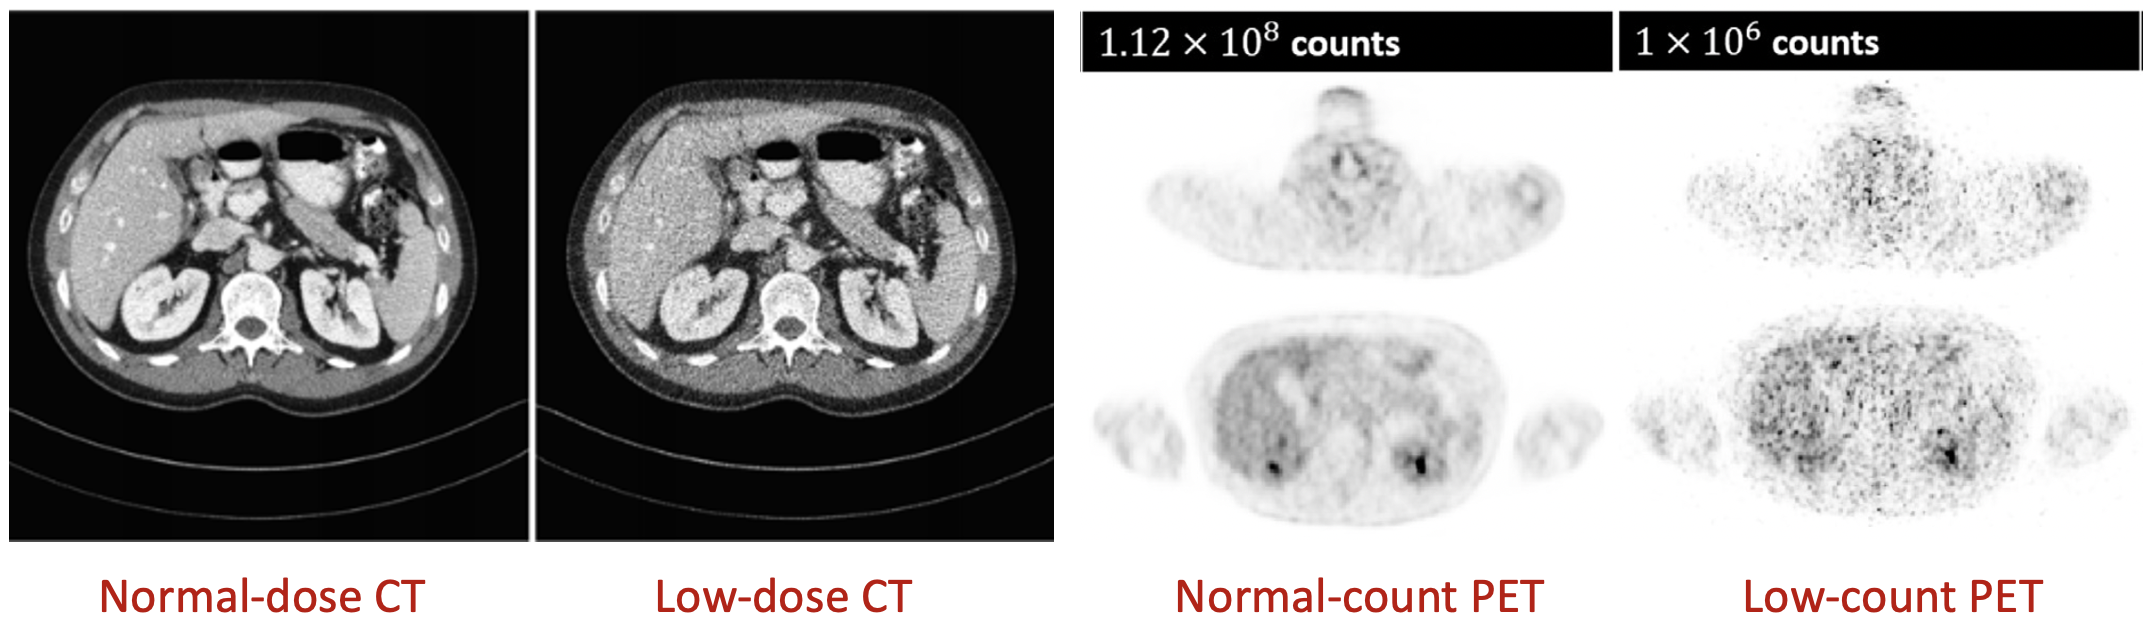 1.12 × 10⁸ counts
1 × 10⁶ counts
Normal-dose CT
Low-dose CT
Normal-count PET
Low-count PET